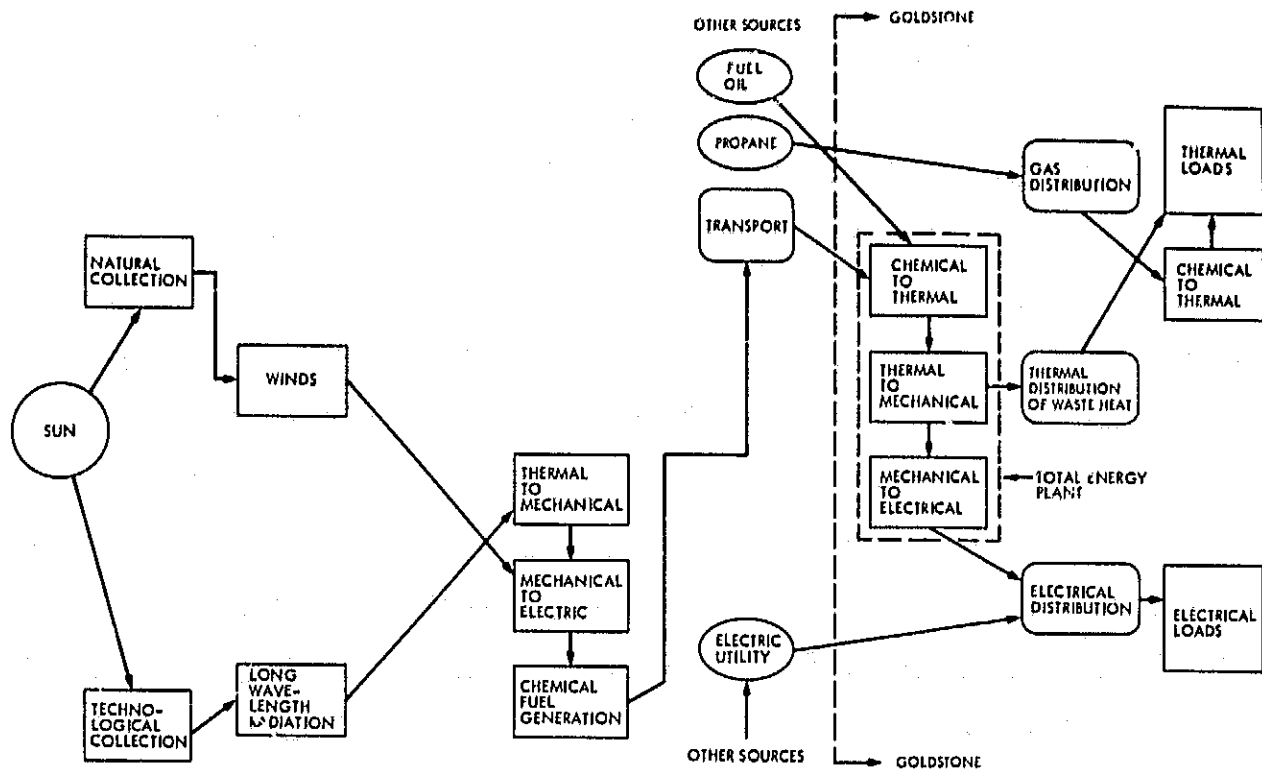 OTHER SOURCES
GOLDSTONE
FUEL
OIL
PROPANE
TRANSPORT
GAS
DISTRIBUTION
THERMAL
LOADS
CHEMICAL
TO
THERMAL
CHEMICAL
TO
THERMAL
NATURAL
COLLECTION
WINDS
SUN
THERMAL
TO
MECHANICAL
THERMAL
DISTRIBUTION
OF WASTE HEAT
MECHANICAL
TO
ELECTRICAL
TOTAL ENERGY
PLANT
THERMAL
TO
MECHANICAL
MECHANICAL
TO
ELECTRIC
CHEMICAL
FUEL
GENERATION
TECHNO-
LOGICAL
COLLECTION
LONG
WAVE-
LENGTH
RADIATION
ELECTRIC
UTILITY
ELECTRICAL
DISTRIBUTION
ELECTRICAL
LOADS
OTHER SOURCES
GOLDSTONE